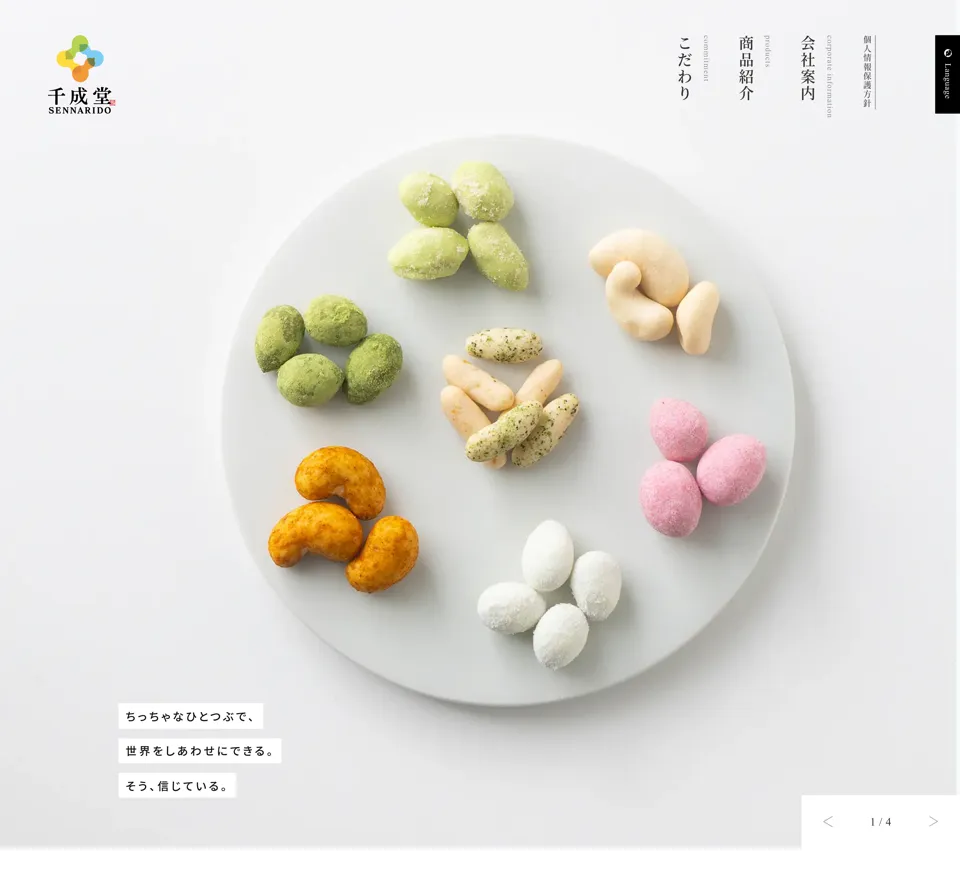 千成堂
SENNARIDO
こだわり
commitment
商品紹介
products
会社案内
corporate information
個人情報保護方針
Language
ちっちゃなひとつぶで、
世界をしあわせにできる。
そう、信じている。
< 1 / 4 >